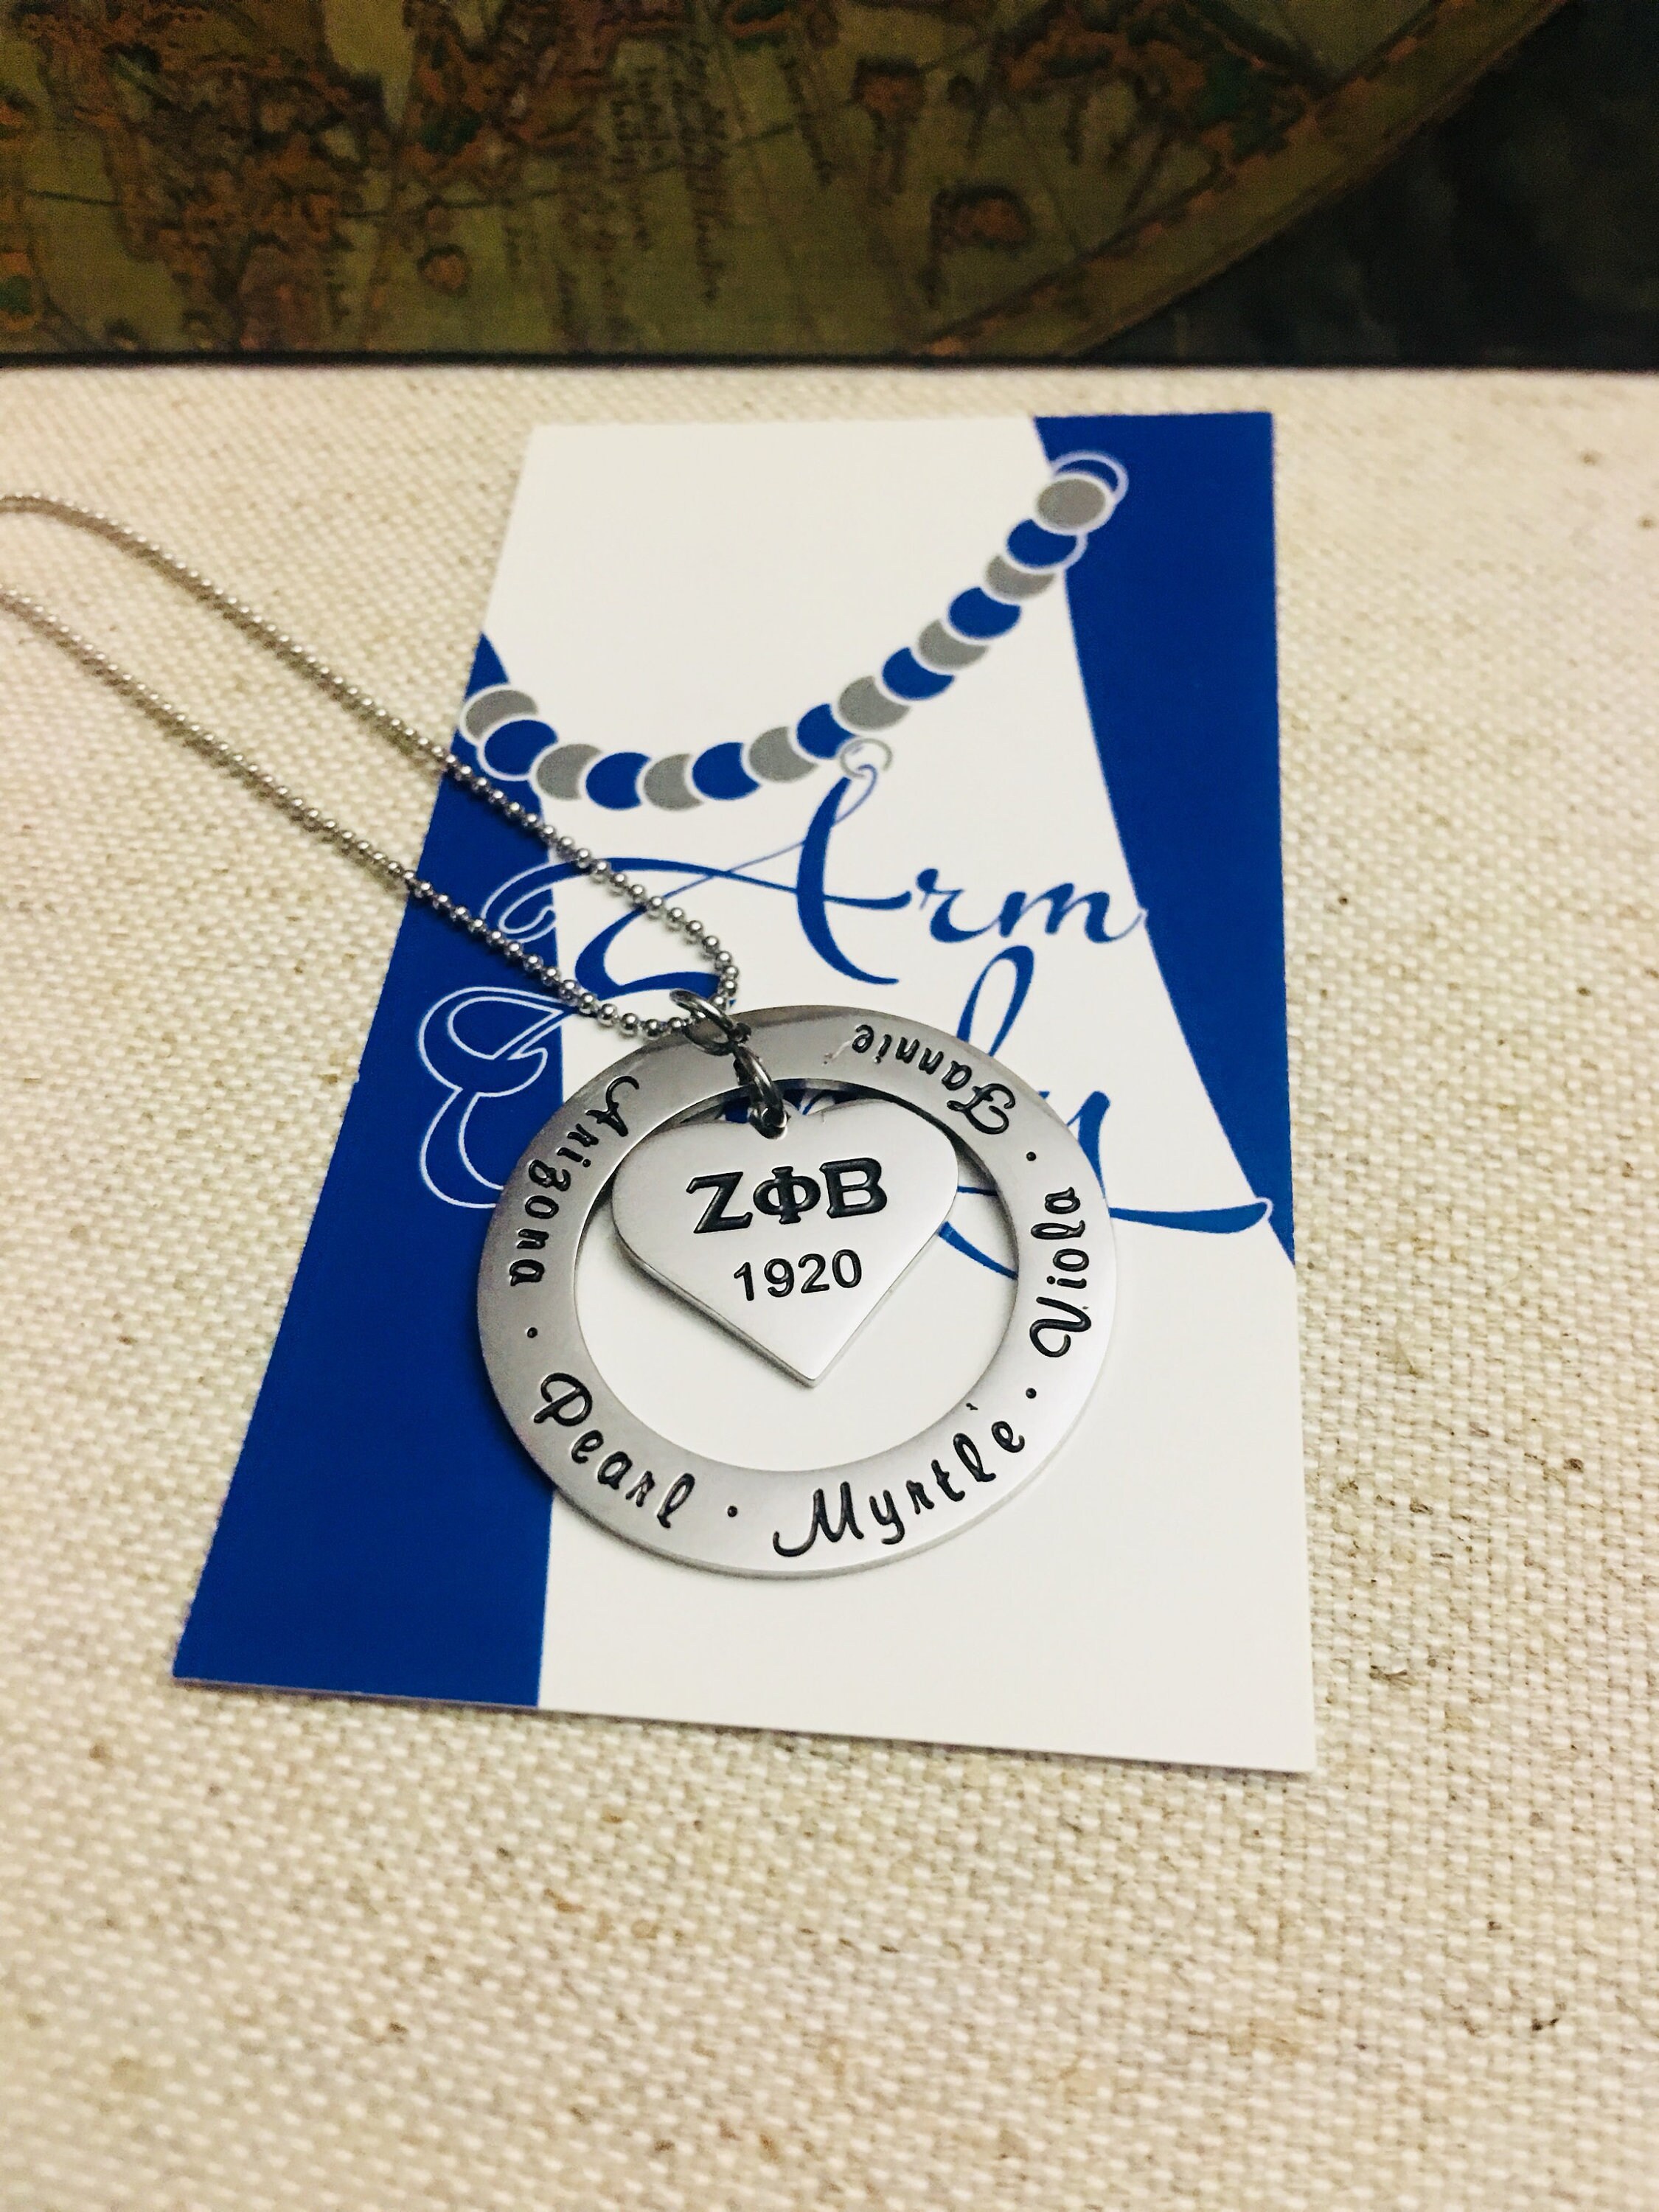 Arm
ΖΦΒ
1920
Arizona · Pearl · Myrtle · Viola · Fannie